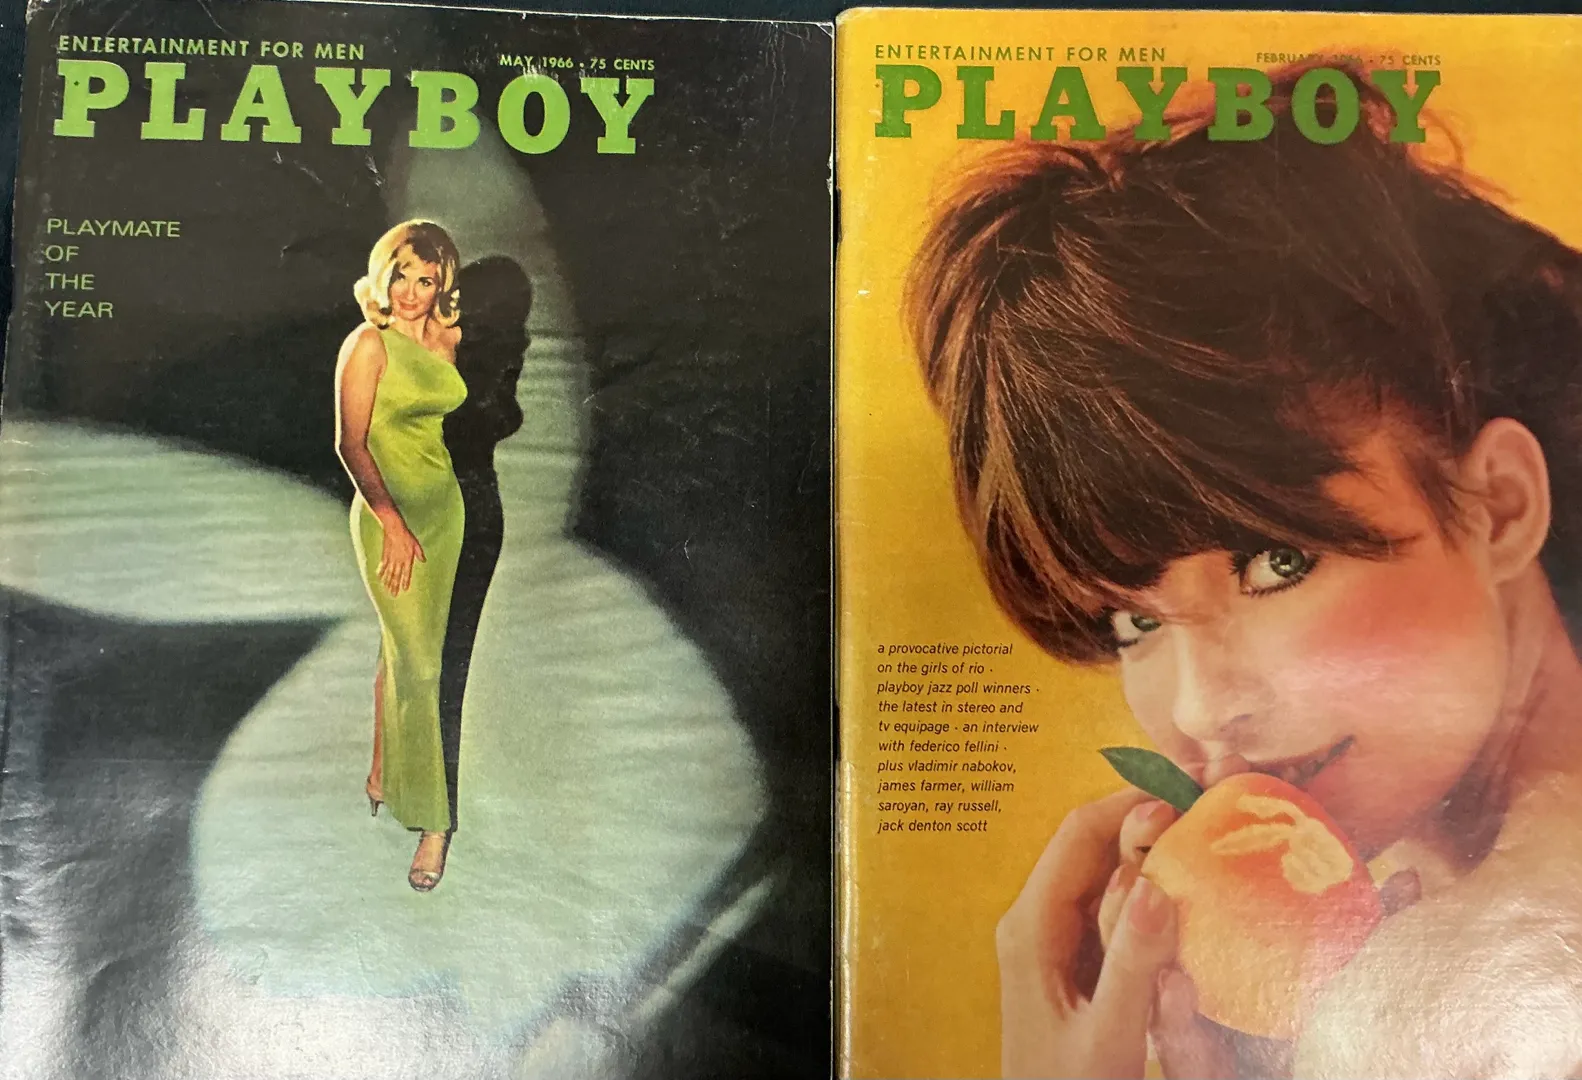 ENTERTAINMENT FOR MEN
MAY 1966 • 75 CENTS
PLAYBOY
PLAYMATE
OF
THE
YEAR
ENTERTAINMENT FOR MEN
FEBRUARY 1966 • 75 CENTS
PLAYBOY
a provocative pictorial
on the girls of rio •
playboy jazz poll winners •
the latest in stereo and
tv equipage • an interview
with federico fellini •
plus vladimir nabokov,
james farmer, william
saroyan, ray russell,
jack denton scott